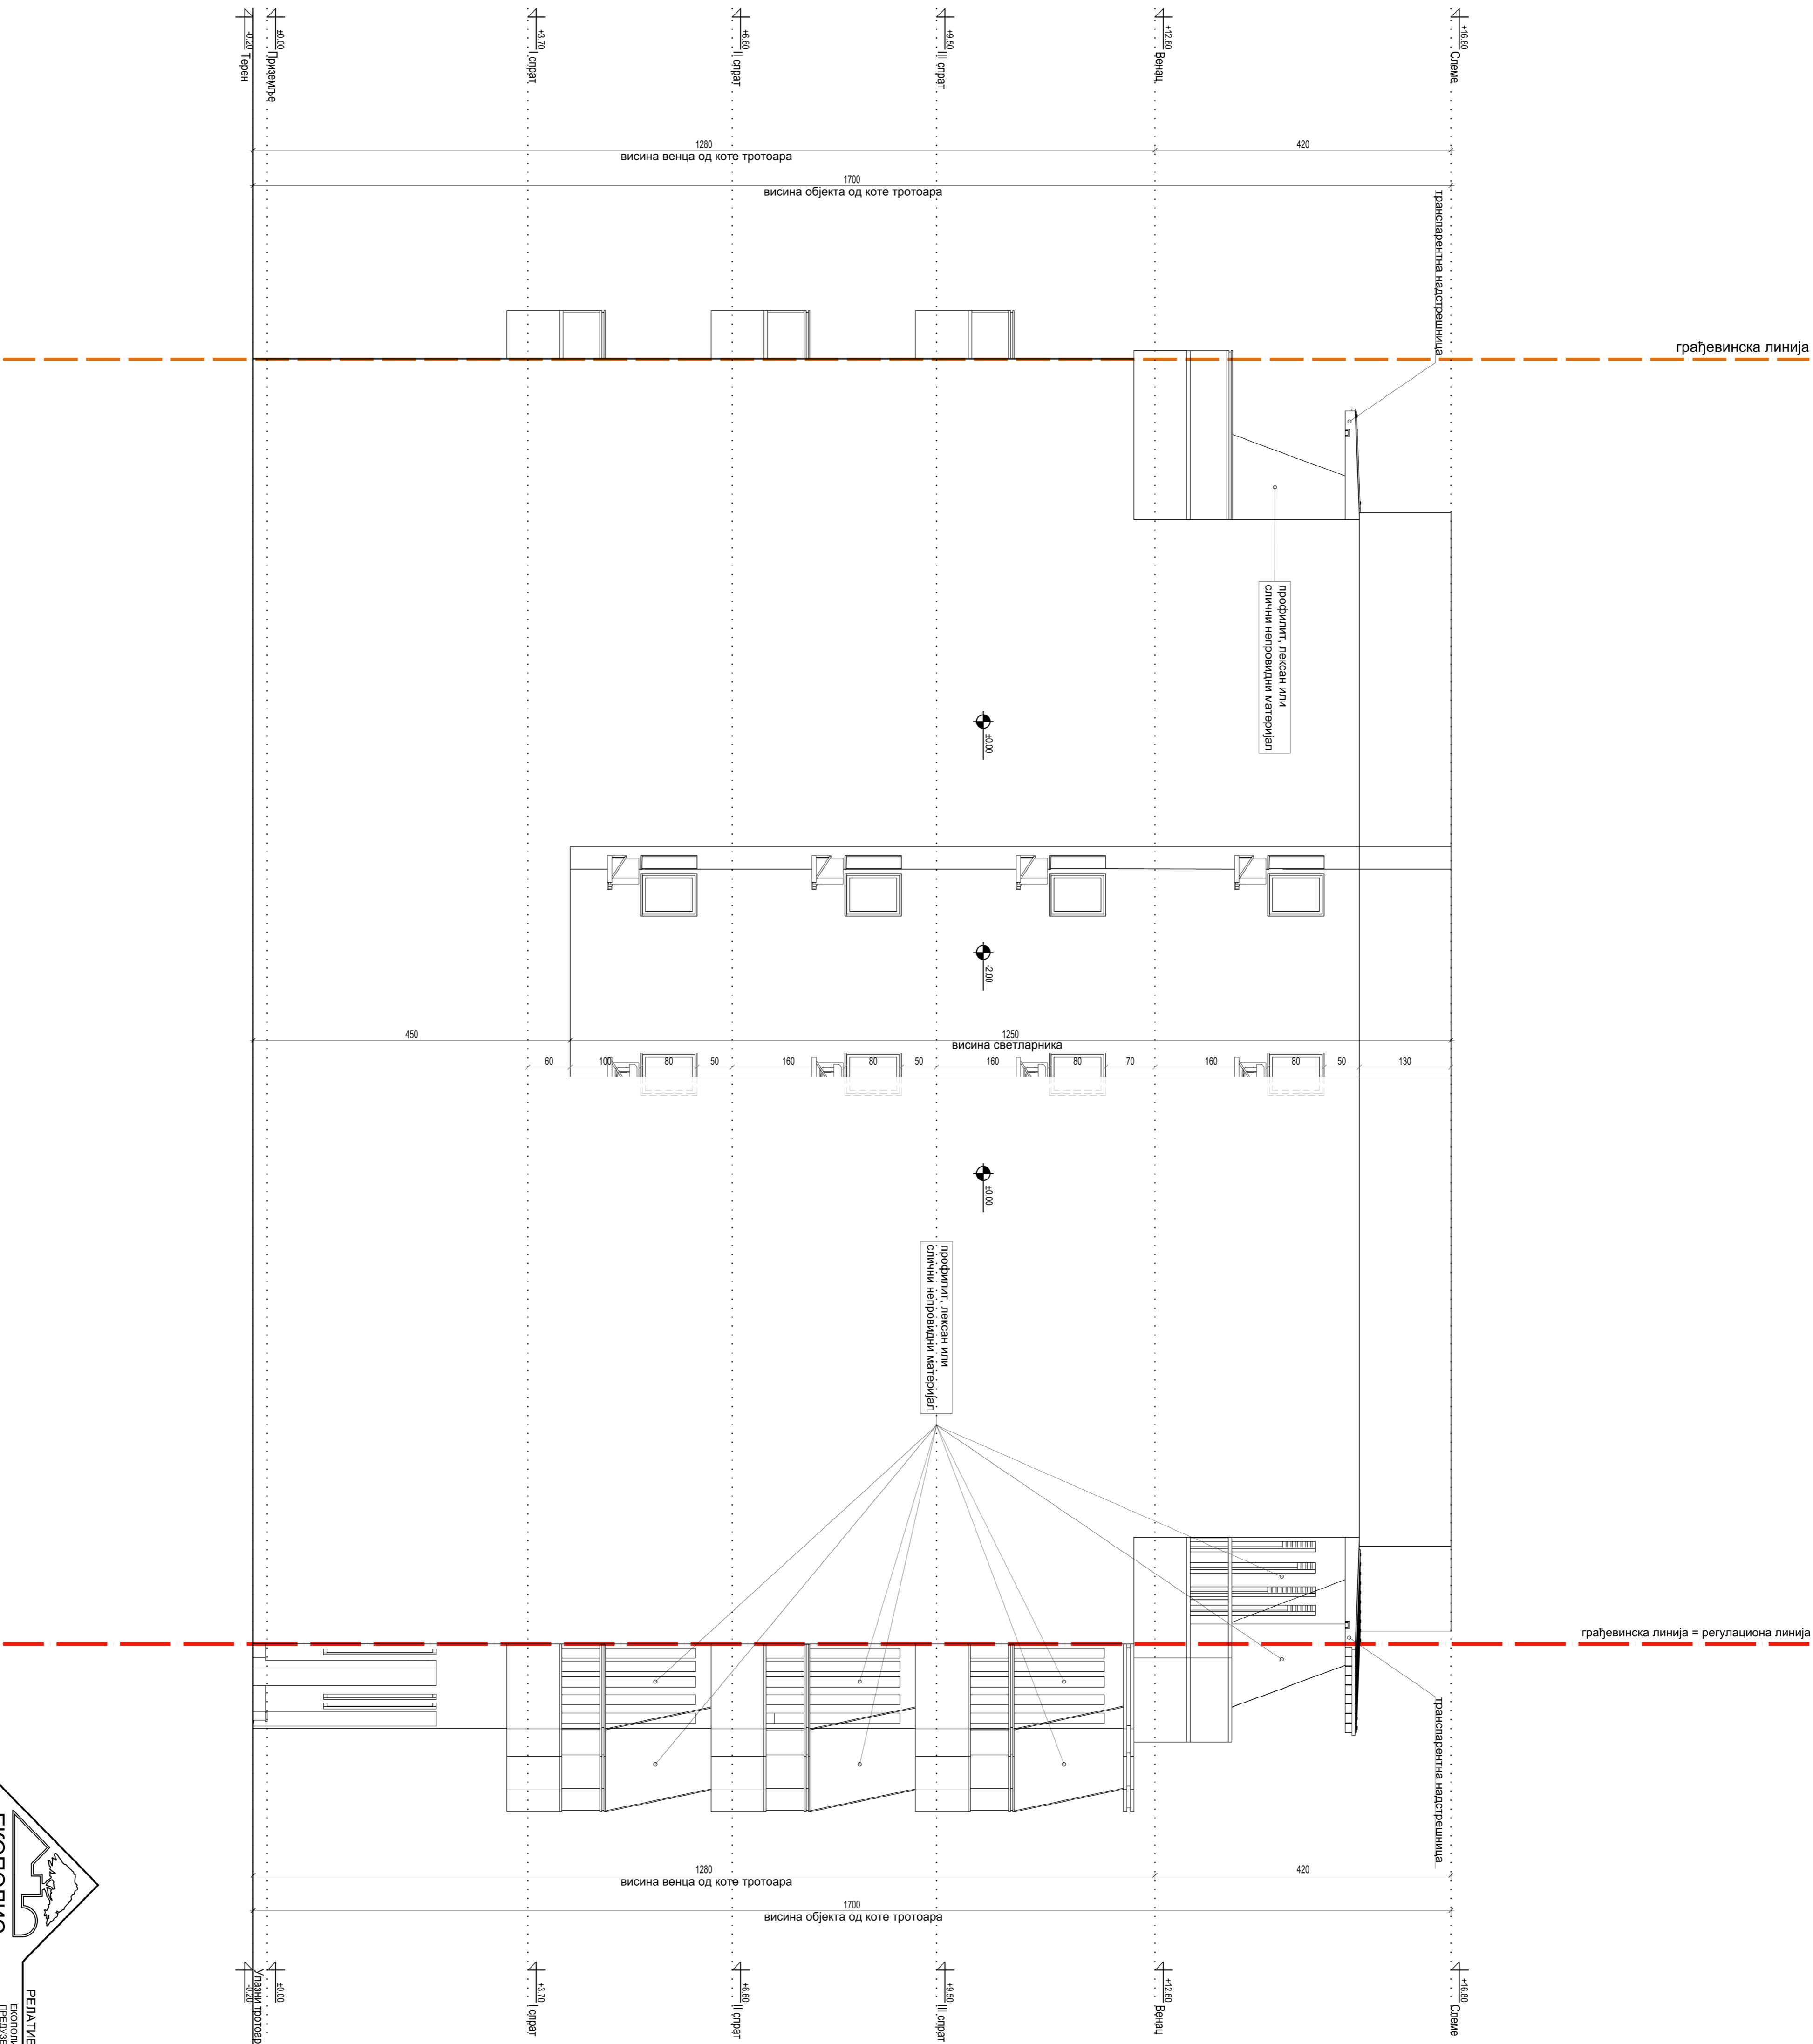 -0.20 Терен
±0.00 Приземље
+3.70 I спрат
+6.60 II спрат
+9.50 III спрат
+12.60 Венац
+16.80 Слеме
1280
висина венца од коте тротоара
420
1700
висина објекта од коте тротоара
транспарентна надстрешница
грађевинска линија
профилит, лексан или
слични непровидни материјал
±0.00
-2.00
450
1250
висина светларника
60
100
80
50
160
80
50
160
80
70
160
80
50
130
±0.00
профилит, лексан или
слични непровидни материјал
грађевинска линија = регулациона линија
транспарентна надстрешница
1280
висина венца од коте тротоара
420
1700
висина објекта од коте тротоара
-0.20 Улазни тротоар
±0.00
+3.70 I спрат
+6.60 II спрат
+9.50 III спрат
+12.60 Венац
+16.80 Слеме